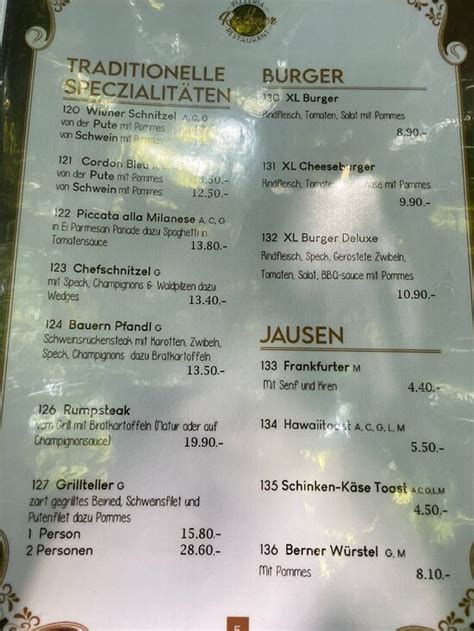 PIZZERIA
RESTAURANT
TRADITIONELLE
SPECZIALITÄTEN
120 Wiener Schnitzel A, C, G
von der Pute mit Pommes
von Schwein mit Pommes
121 Cordon Bleu
von der Pute mit Pommes 13.50.-
von Schwein mit Pommes 12.50.-
122 Piccata alla Milanese A, C, G
in Ei Parmesan Panade dazu Spaghetti in
Tomatensauce 13.80.-
123 Chefschnitzel G
mit Speck, Champignons & Waldpilzen dazu
Wedges 13.40.-
124 Bauern Pfandl G
Schweinsrückensteak mit Karotten, Zwibeln,
Speck, Champignons dazu Bratkartoffeln
13.50.-
126 Rumpsteak
vom Grill mit Bratkartoffeln (Natur oder auf
Champignonsauce) 19.90.-
127 Grillteller G
zart gegrilltes Beiried, Schweinsfilet und
Putenfilet dazu Pommes
1 Person 15.80.-
2 Personen 28.60.-
BURGER
130 XL Burger
Rindfleisch, Tomaten, Salat mit Pommes
8.90.-
131 XL Cheeseburger
Rindfleisch, Tomaten, mit Pommes
9.90.-
132 XL Burger Deluxe
Rindfleisch, Speck, Geröstete Zwibeln,
Tomaten, Salat, BBQ-sauce mit Pommes
10.90.-
JAUSEN
133 Frankfurter M
Mit Senf und Kren 4.40.-
134 Hawaiitoast A, C, G, L, M
5.50.-
135 Schinken-Käse Toast A,C,G,L,M
4.50.-
136 Berner Würstel G, M
Mit Pommes 8.10.-
5